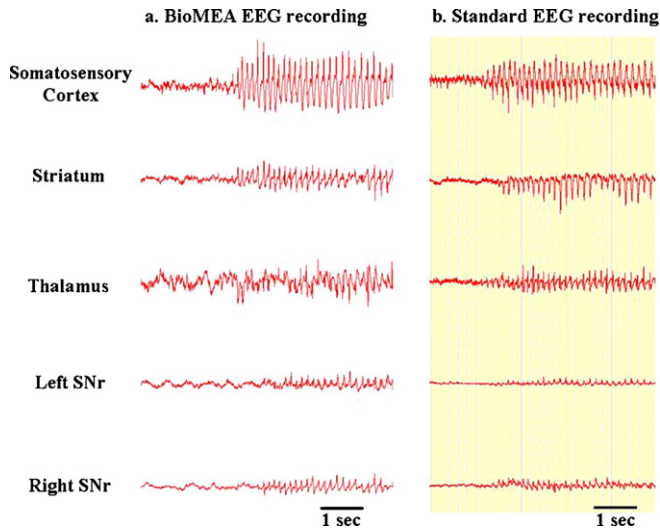 a. BioMEA EEG recording
b. Standard EEG recording
Somatosensory
Cortex
Striatum
Thalamus
Left SNr
Right SNr
1 sec
1 sec